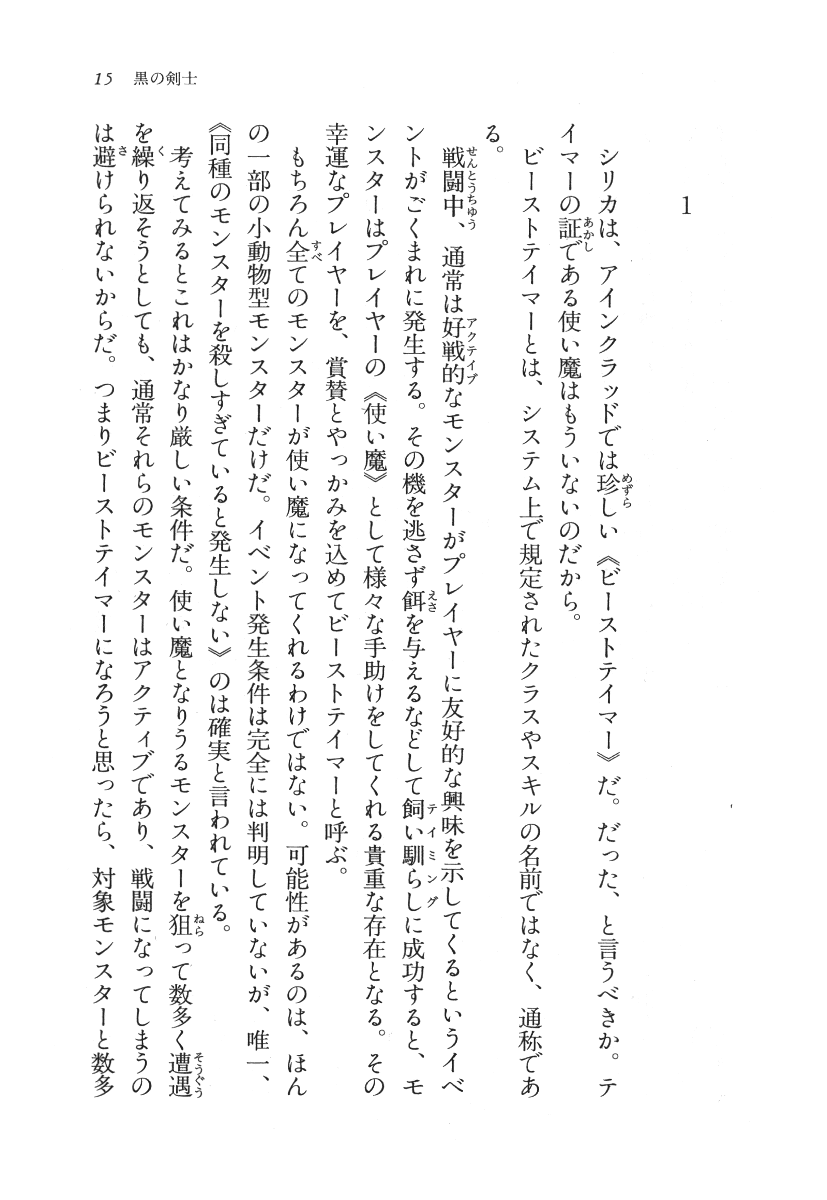 15 黒の剣士
1
シリカは、アインクラッドでは珍しい《ビーストテイマー》だ。だった、と言うべきか。テ
イマーの証である使い魔はもういないのだから。
ビーストテイマーとは、システム上で規定されたクラスやスキルの名前ではなく、通称であ
る。
戦闘中、通常は好戦的なモンスターがプレイヤーに友好的な興味を示してくるというイベ
ントがごくまれに発生する。その機を逃さず餌を与えるなどして飼い馴らしに成功すると、モ
ンスターはプレイヤーの《使い魔》として様々な手助けをしてくれる貴重な存在となる。その
幸運なプレイヤーを、賞賛とやっかみを込めてビーストテイマーと呼ぶ。
もちろん全てのモンスターが使い魔になってくれるわけではない。可能性があるのは、ほん
の一部の小動物型モンスターだけだ。イベント発生条件は完全には判明していないが、唯一、
《同種のモンスターを殺しすぎていると発生しない》のは確実と言われている。
考えてみるとこれはかなり厳しい条件だ。使い魔となりうるモンスターを狙って数多く遭遇
を繰り返そうとしても、通常それらのモンスターはアクティブであり、戦闘になってしまうの
は避けられないからだ。つまりビーストテイマーになろうと思ったら、対象モンスターと数多